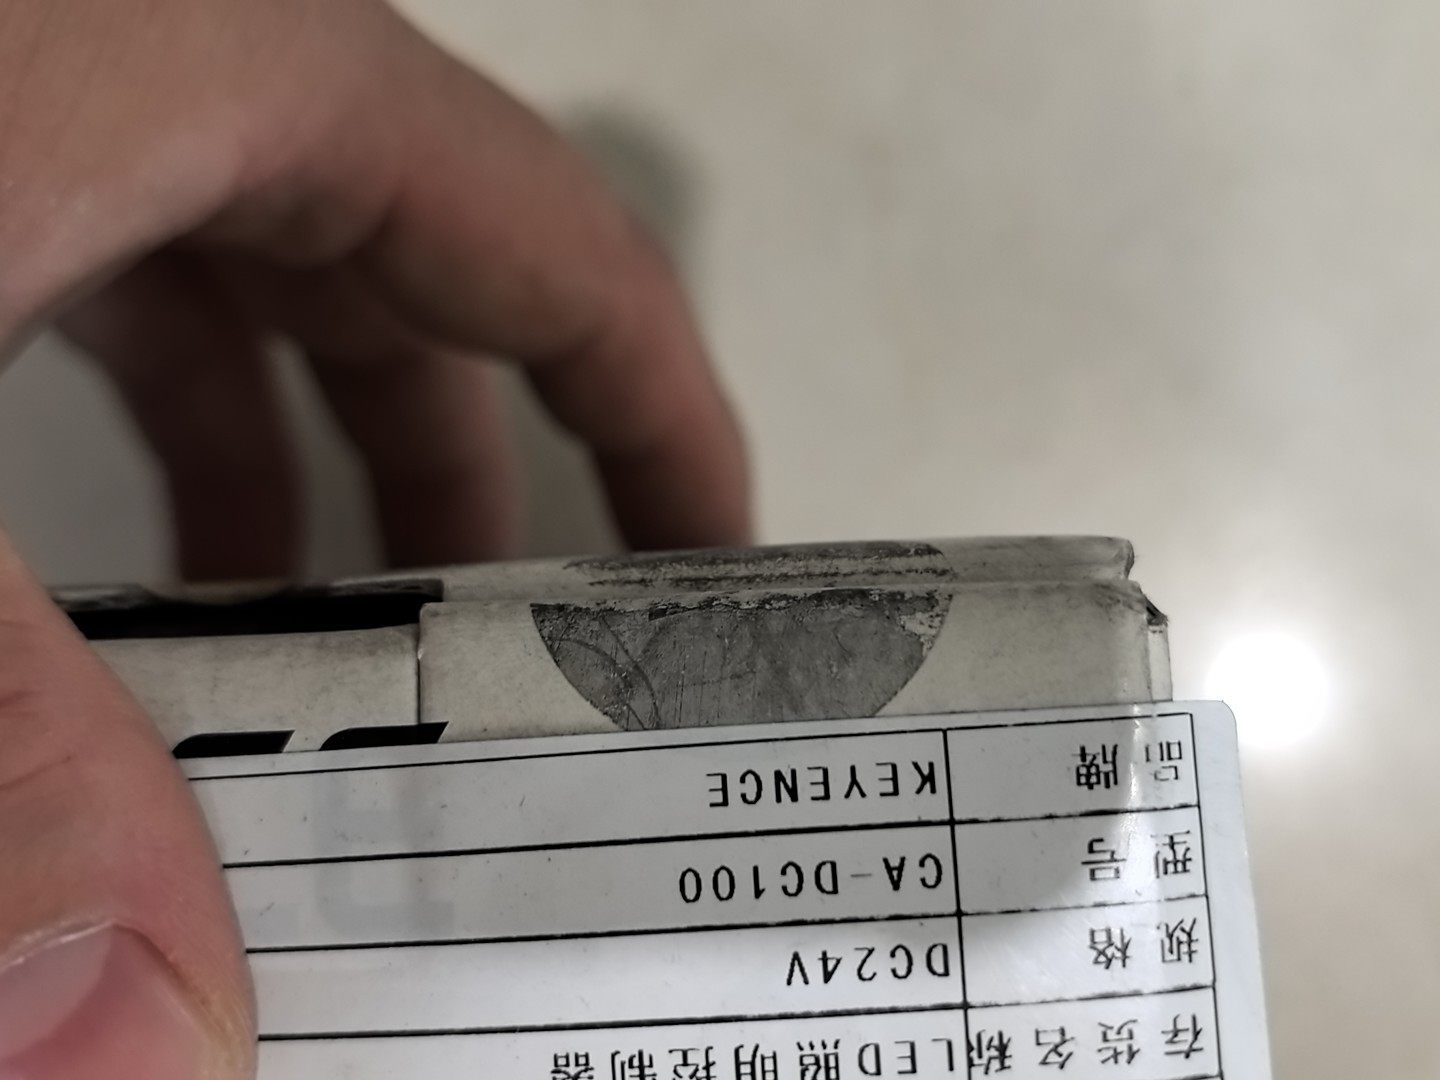 存货名称 LED照明控制器
规格 DC24V
型号 CA-DC100
品牌 KEYENCE